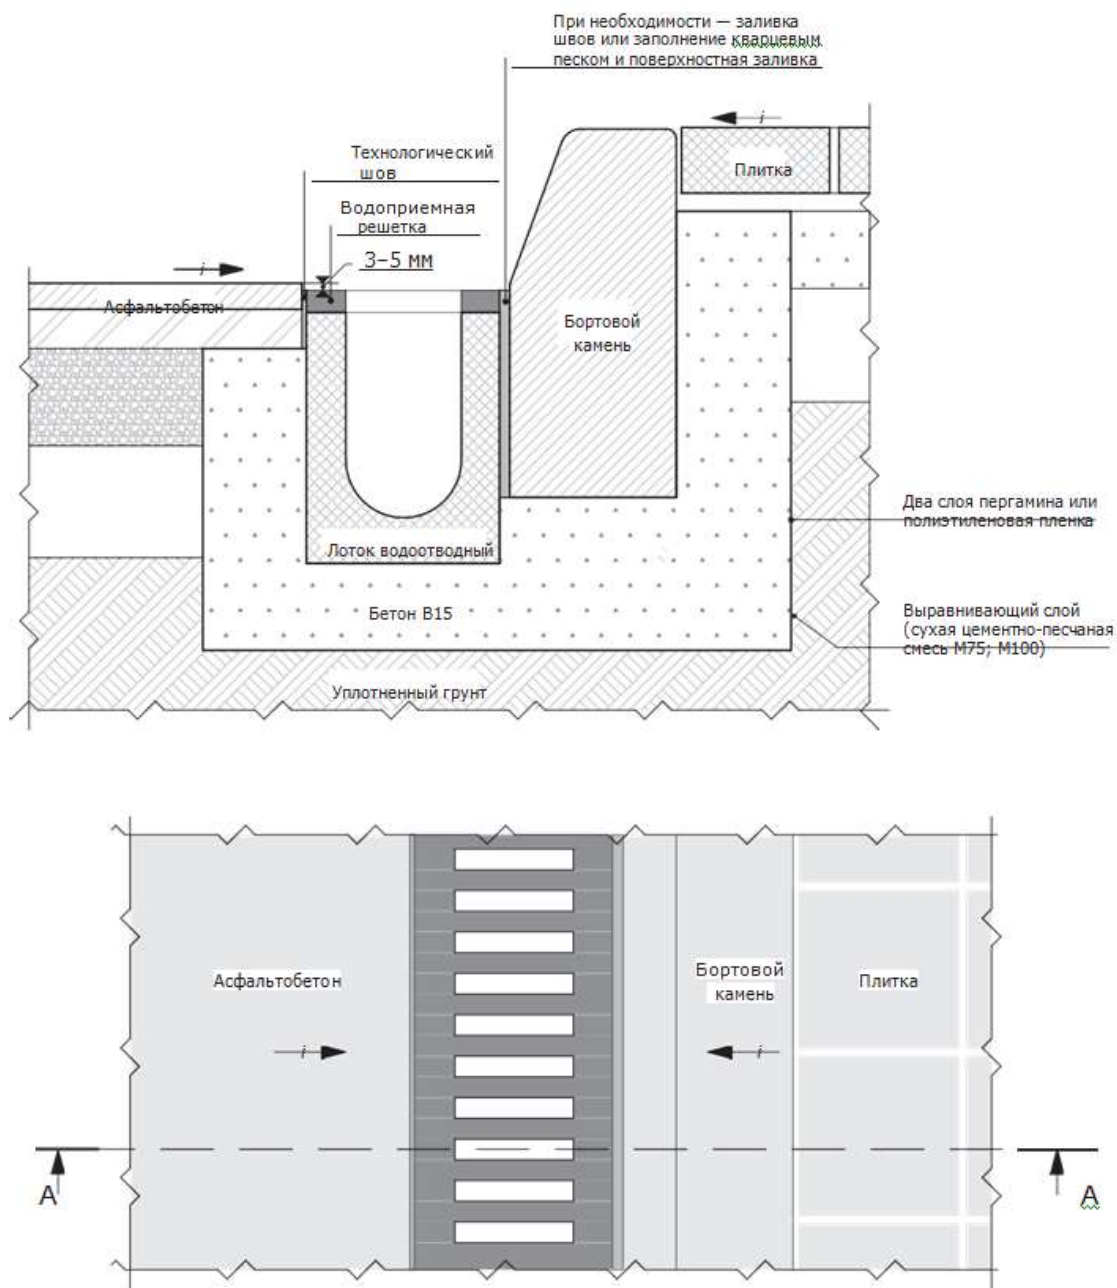 При необходимости — заливка
швов или заполнение кварцевым
песком и поверхностная заливка
i
Технологический
шов
Плитка
Водоприемная
решетка
i
3–5 мм
Асфальтобетон
Бортовой
камень
Два слоя пергамина или
полиэтиленовая пленка
Лоток водоотводный
Бетон В15
Выравнивающий слой
(сухая цементно-песчаная
смесь М75; М100)
Уплотненный грунт
Асфальтобетон
Бортовой
камень
Плитка
i
i
А
А